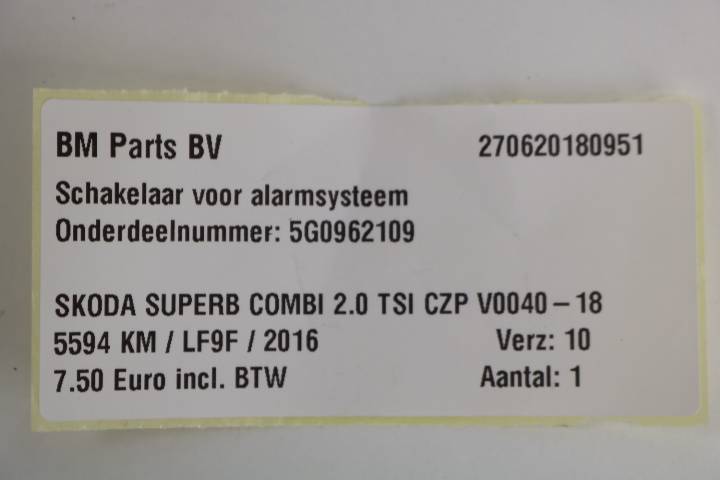 BM Parts BV 270620180951
Schakelaar voor alarmsysteem
Onderdeelnummer: 5G0962109
SKODA SUPERB COMBI 2.0 TSI CZP V0040 – 18
5594 KM / LF9F / 2016 Verz: 10
7.50 Euro incl. BTW Aantal: 1